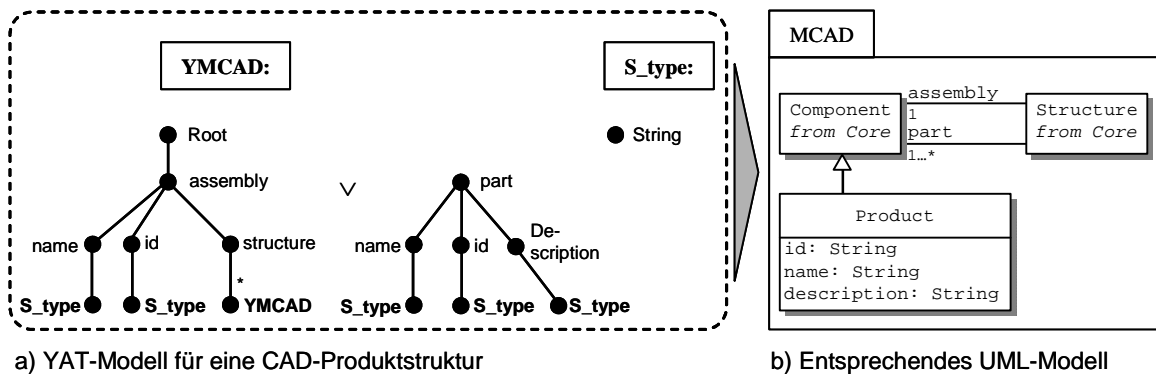 YMCAD:
S_type:
Root
String
assembly
∨
part
name
id
structure
name
id
De-
scription
*
S_type
S_type
YMCAD
S_type
S_type
S_type
a) YAT-Modell für eine CAD-Produktstruktur
MCAD
Component
from Core
assembly
1
part
1…*
Structure
from Core
Product
id: String
name: String
description: String
b) Entsprechendes UML-Modell